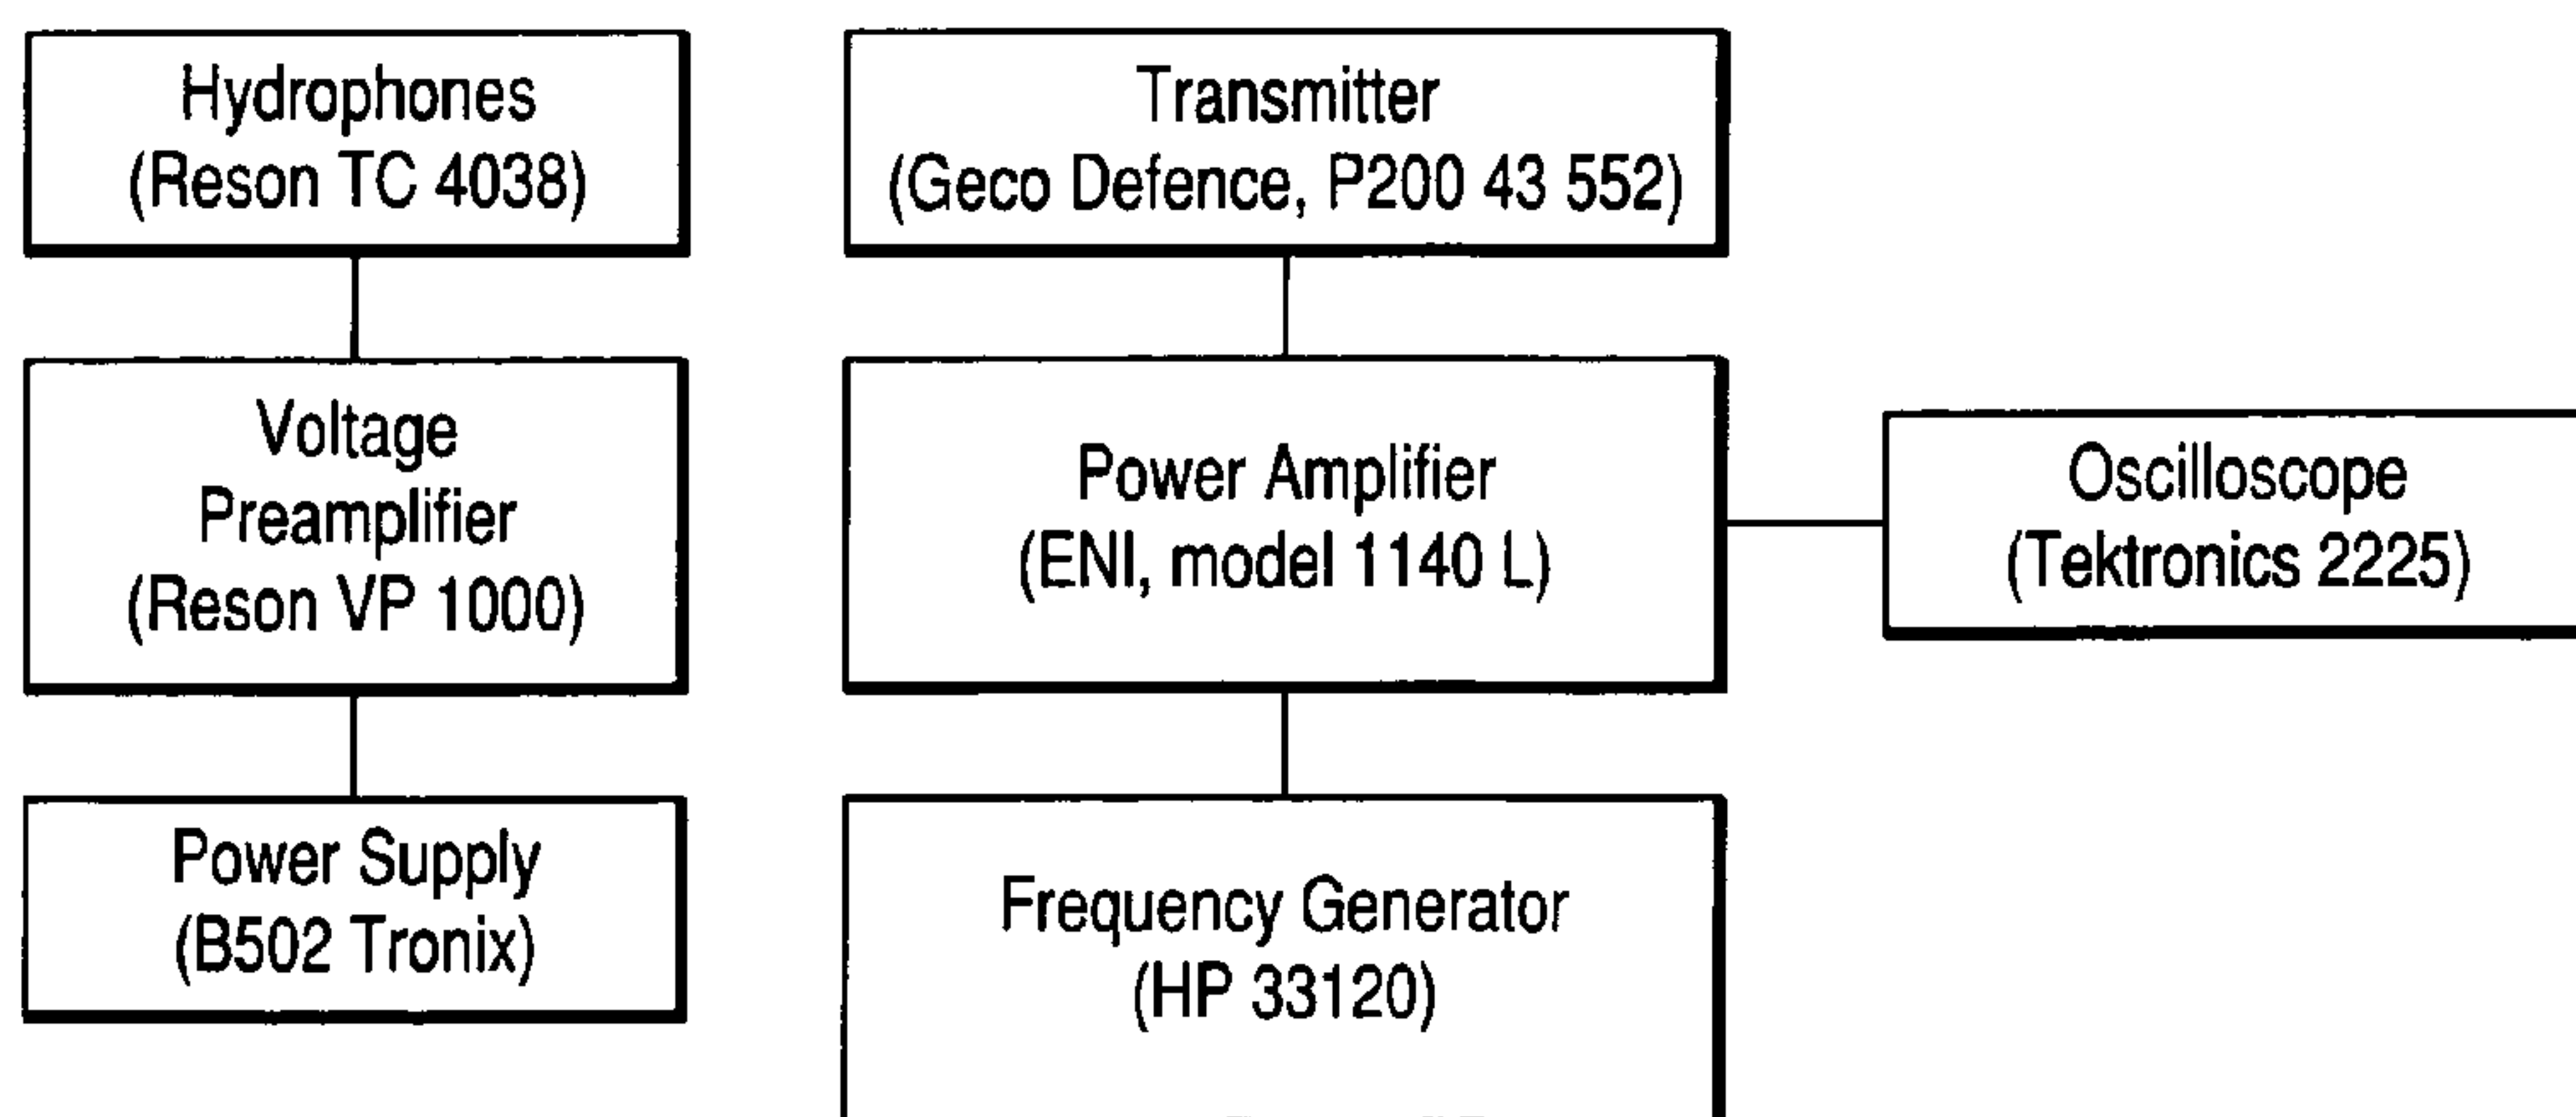 Hydrophones
(Reson TC 4038)
Voltage
Preamplifier
(Reson VP 1000)
Power Supply
(B502 Tronix)
Transmitter
(Geco Defence, P200 43 552)
Power Amplifier
(ENI, model 1140 L)
Frequency Generator
(HP 33120)
Oscilloscope
(Tektronics 2225)